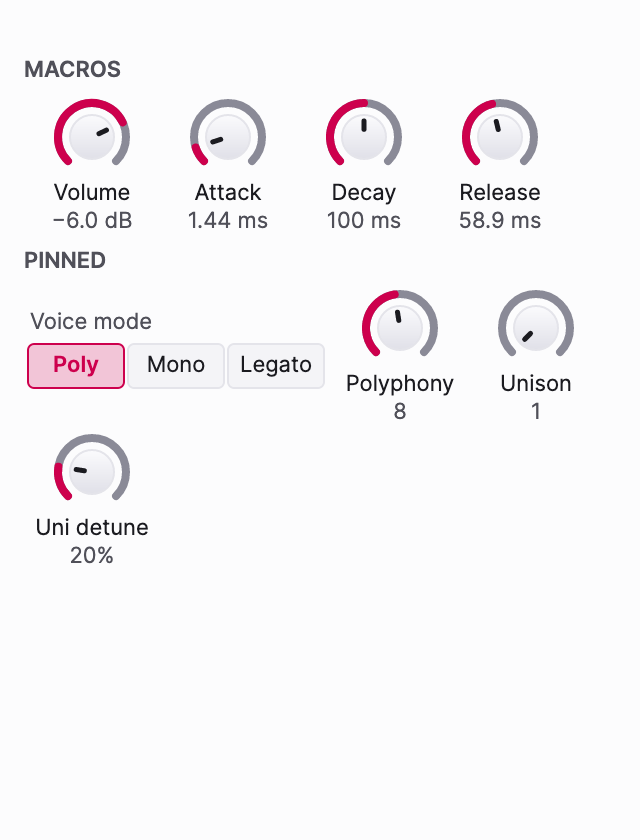 MACROS
Volume Attack Decay Release
−6.0 dB 1.44 ms 100 ms 58.9 ms
PINNED
Voice mode
Poly Mono Legato
Polyphony Unison
8 1
Uni detune
20%